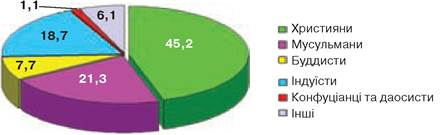 1,1
6,1
18,7
45,2
7,7
21,3
Християни
Мусульмани
Буддисти
Індуїсти
Конфуціанці та даосисти
Інші